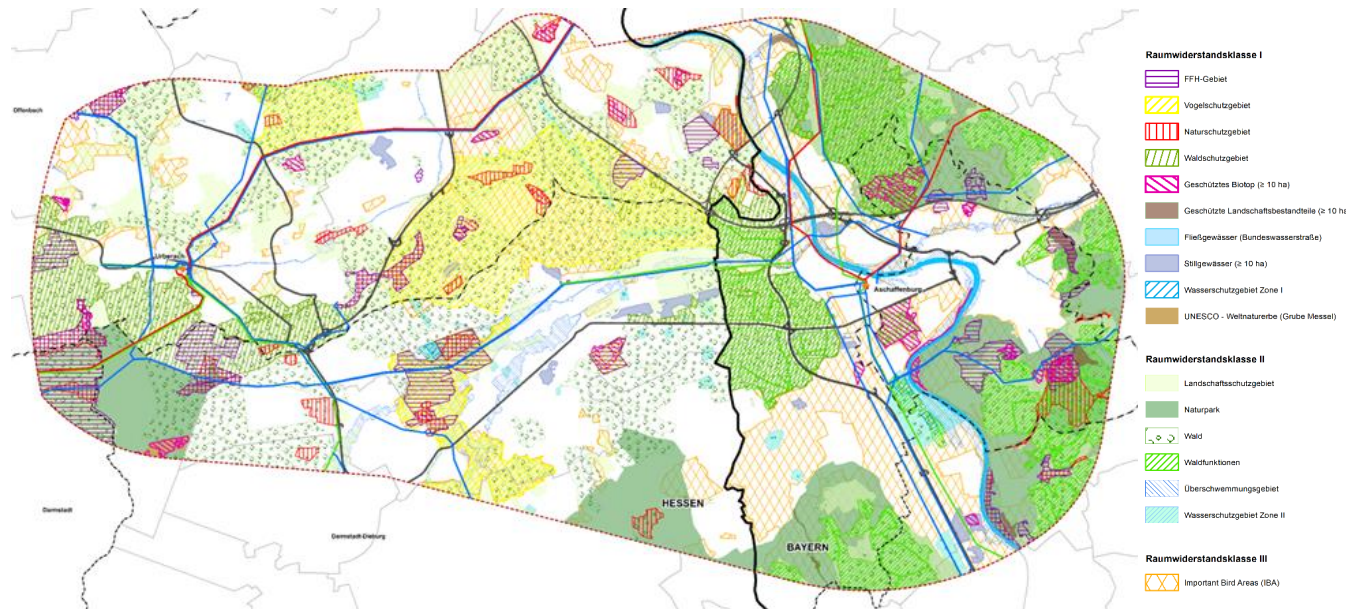 Offenbach
Urberach
Aschaffenburg
HESSEN
BAYERN
Darmstadt
Darmstadt-Dieburg
Raumwiderstandsklasse I
FFH-Gebiet
Vogelschutzgebiet
Naturschutzgebiet
Waldschutzgebiet
Geschütztes Biotop (≥ 10 ha)
Geschützte Landschaftsbestandteile (≥ 10 ha
Fließgewässer (Bundeswasserstraße)
Stillgewässer (≥ 10 ha)
Wasserschutzgebiet Zone I
UNESCO - Weltnaturerbe (Grube Messel)
Raumwiderstandsklasse II
Landschaftsschutzgebiet
Naturpark
Wald
Waldfunktionen
Überschwemmungsgebiet
Wasserschutzgebiet Zone II
Raumwiderstandsklasse III
Important Bird Areas (IBA)